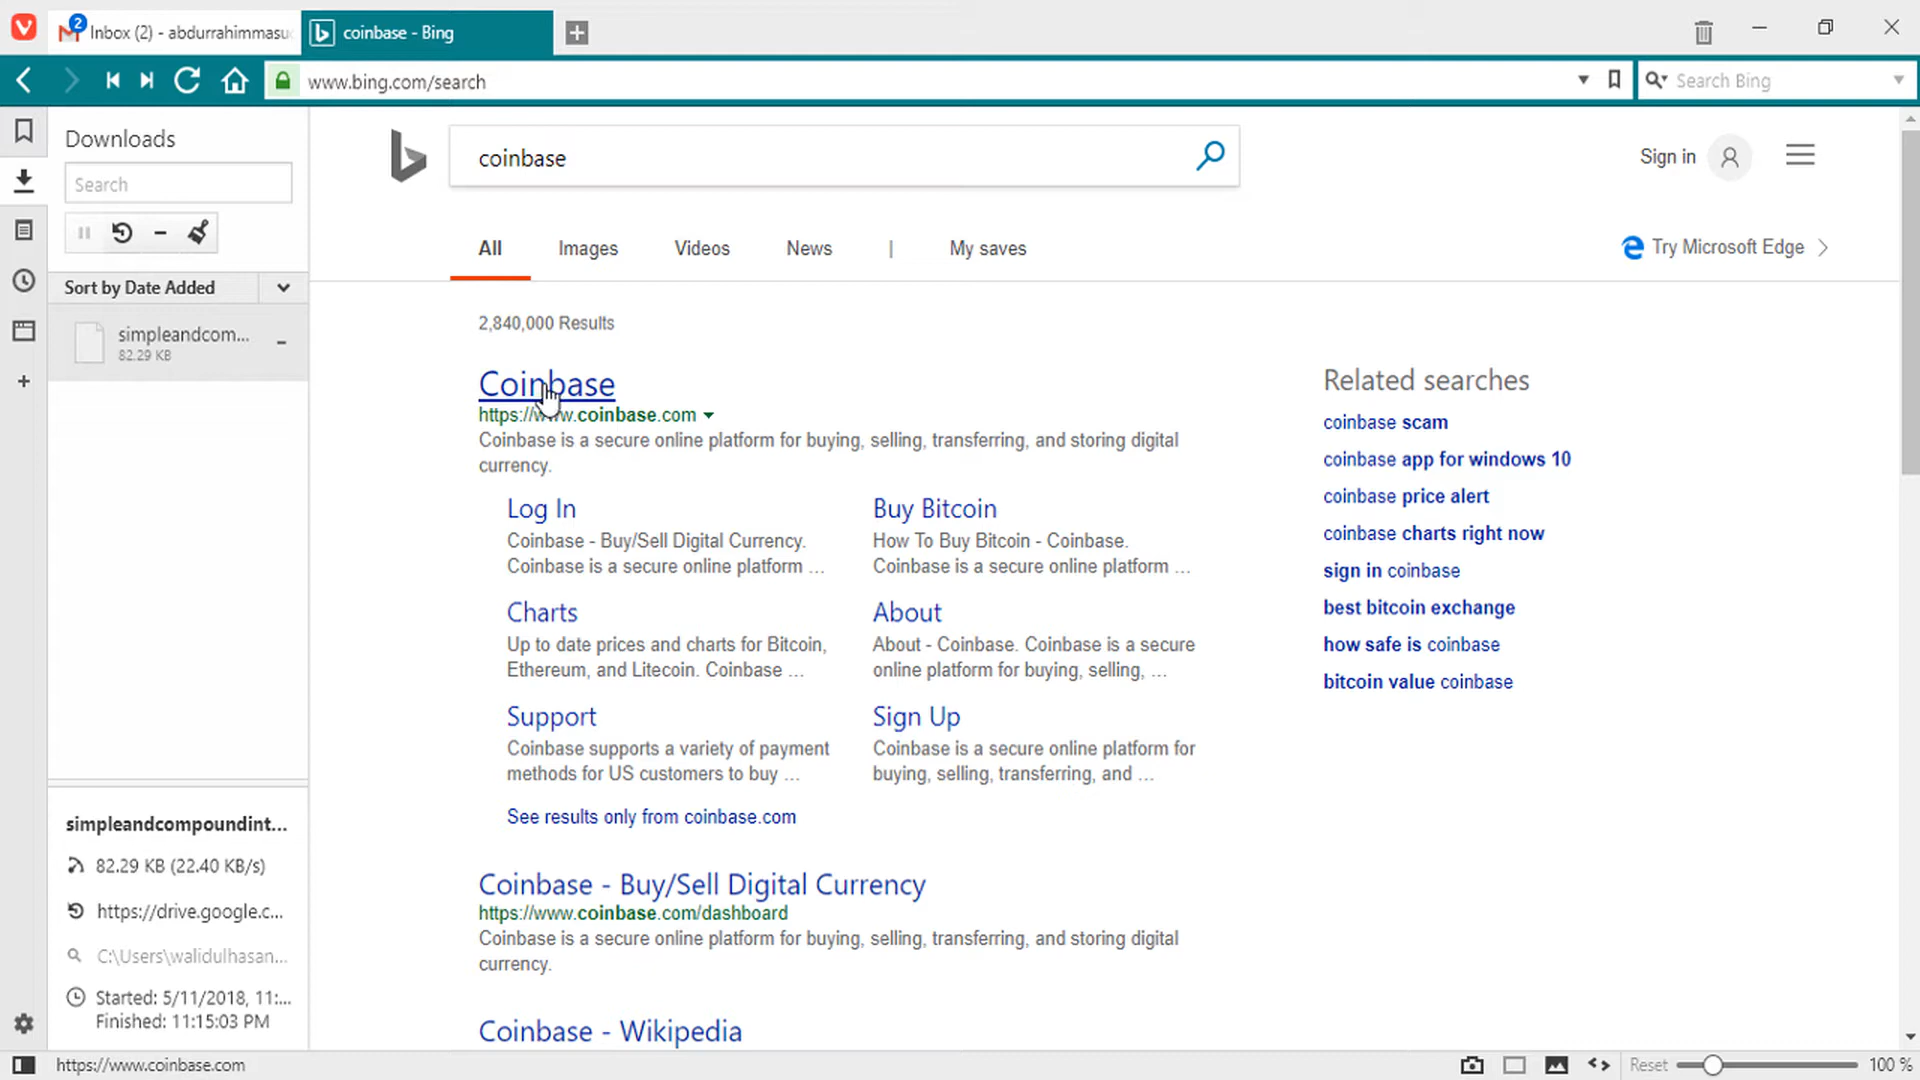 2
Inbox (2) - abdurrahimmasu
coinbase - Bing
www.bing.com/search
Search Bing
Downloads
Search
Sort by Date Added
simpleandcom...
82.29 KB
simpleandcompoundint...
82.29 KB (22.40 KB/s)
https://drive.google.c...
C:\Users\walidulhasan...
Started: 5/11/2018, 11:...
Finished: 11:15:03 PM
coinbase
Sign in
All
Images
Videos
News
|
My saves
Try Microsoft Edge
2,840,000 Results
Coinbase
https://www.coinbase.com
Coinbase is a secure online platform for buying, selling, transferring, and storing digital
currency.
Log In
Coinbase - Buy/Sell Digital Currency.
Coinbase is a secure online platform ...
Buy Bitcoin
How To Buy Bitcoin - Coinbase.
Coinbase is a secure online platform ...
Charts
Up to date prices and charts for Bitcoin,
Ethereum, and Litecoin. Coinbase ...
About
About - Coinbase. Coinbase is a secure
online platform for buying, selling, ...
Support
Coinbase supports a variety of payment
methods for US customers to buy ...
Sign Up
Coinbase is a secure online platform for
buying, selling, transferring, and ...
See results only from coinbase.com
Coinbase - Buy/Sell Digital Currency
https://www.coinbase.com/dashboard
Coinbase is a secure online platform for buying, selling, transferring, and storing digital
currency.
Coinbase - Wikipedia
Related searches
coinbase scam
coinbase app for windows 10
coinbase price alert
coinbase charts right now
sign in coinbase
best bitcoin exchange
how safe is coinbase
bitcoin value coinbase
https://www.coinbase.com
Reset
100 %